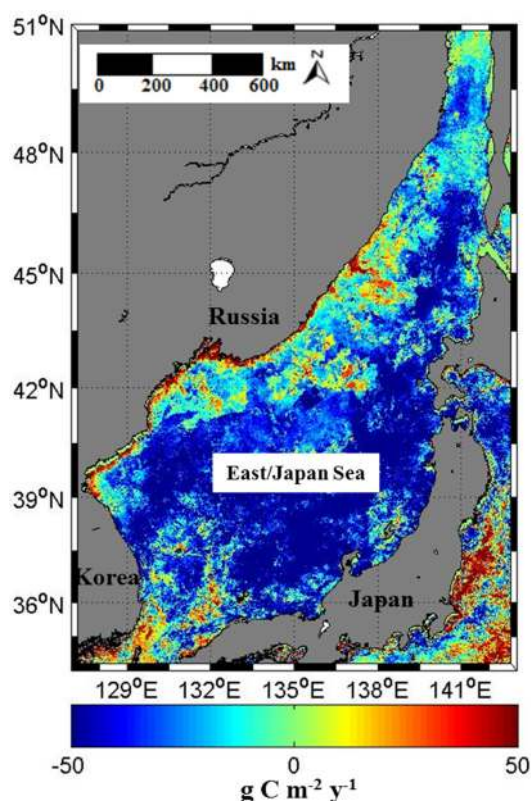 51°N
km
N
0 200 400 600
48°N
45°N
Russia
42°N
East/Japan Sea
39°N
Korea
Japan
36°N
129°E 132°E 135°E 138°E 141°E
-50 0 50
g C m⁻² y⁻¹